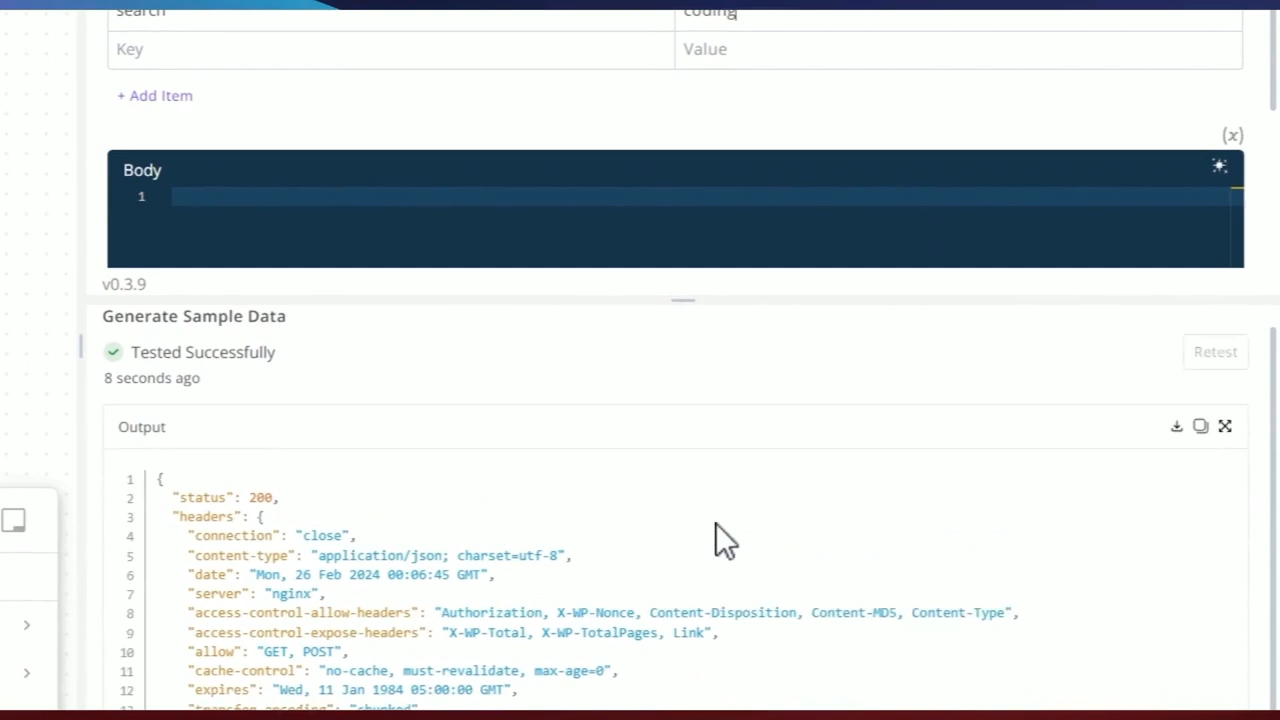 search coding
Key Value
+ Add Item
(x)
Body
1
v0.3.9
Generate Sample Data
Tested Successfully
Retest
8 seconds ago
Output
1 {
2 "status": 200,
3 "headers": {
4 "connection": "close",
5 "content-type": "application/json; charset=utf-8",
6 "date": "Mon, 26 Feb 2024 00:06:45 GMT",
7 "server": "nginx",
8 "access-control-allow-headers": "Authorization, X-WP-Nonce, Content-Disposition, Content-MD5, Content-Type",
9 "access-control-expose-headers": "X-WP-Total, X-WP-TotalPages, Link",
10 "allow": "GET, POST",
11 "cache-control": "no-cache, must-revalidate, max-age=0",
12 "expires": "Wed, 11 Jan 1984 05:00:00 GMT",
13 "transfer-encoding": "chunked"